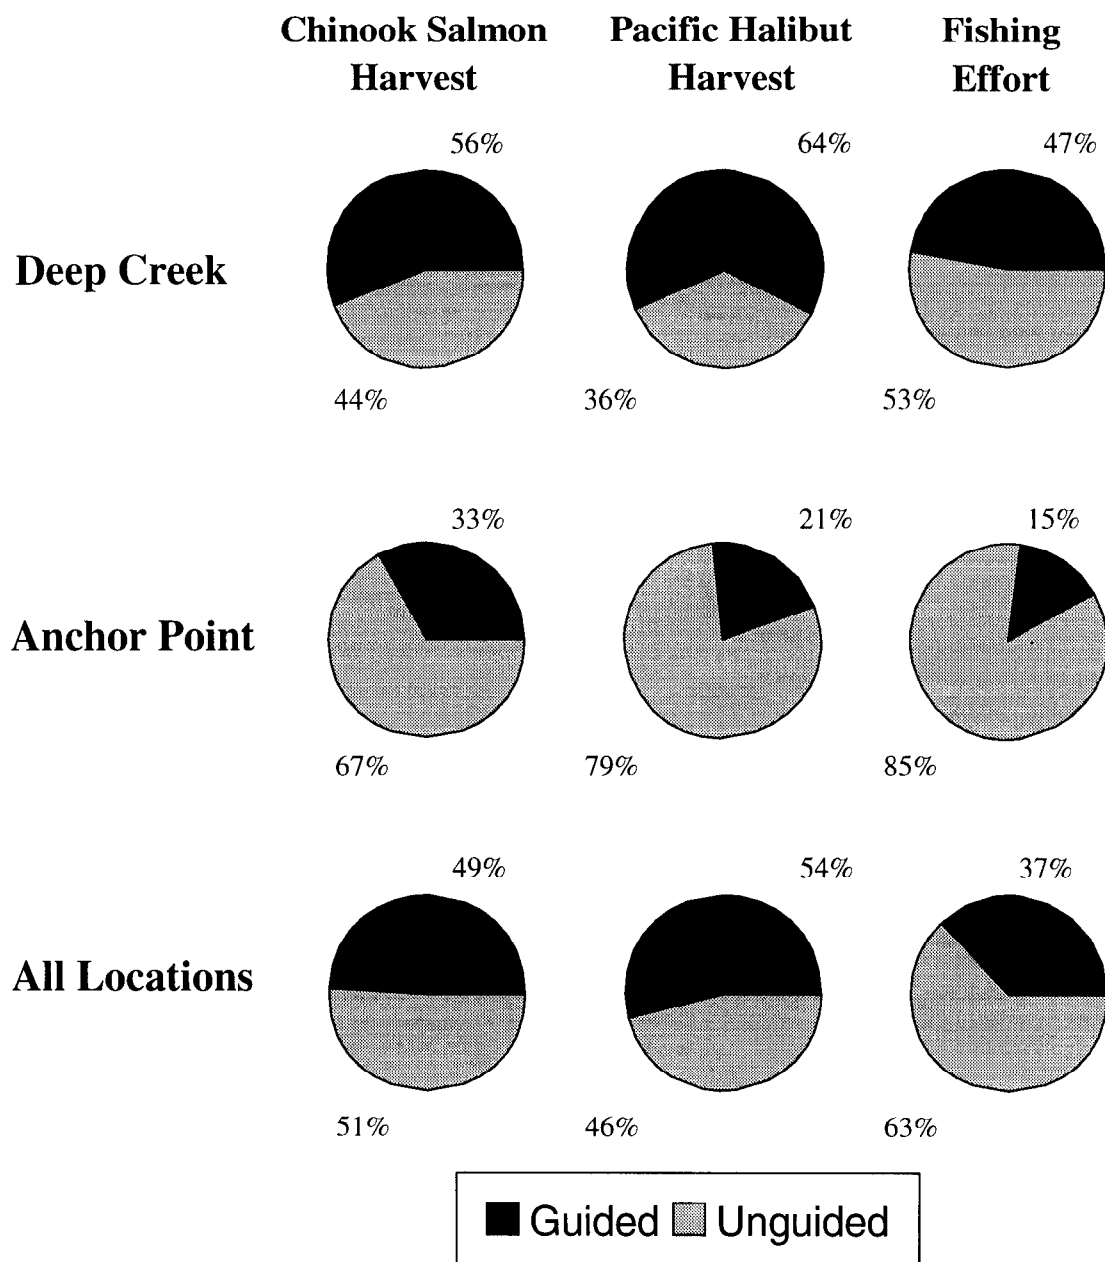 Chinook Salmon Harvest
Pacific Halibut Harvest
Fishing Effort
56%
64%
47%
Deep Creek
44%
36%
53%
33%
21%
15%
Anchor Point
67%
79%
85%
49%
54%
37%
All Locations
51%
46%
63%
Guided
Unguided